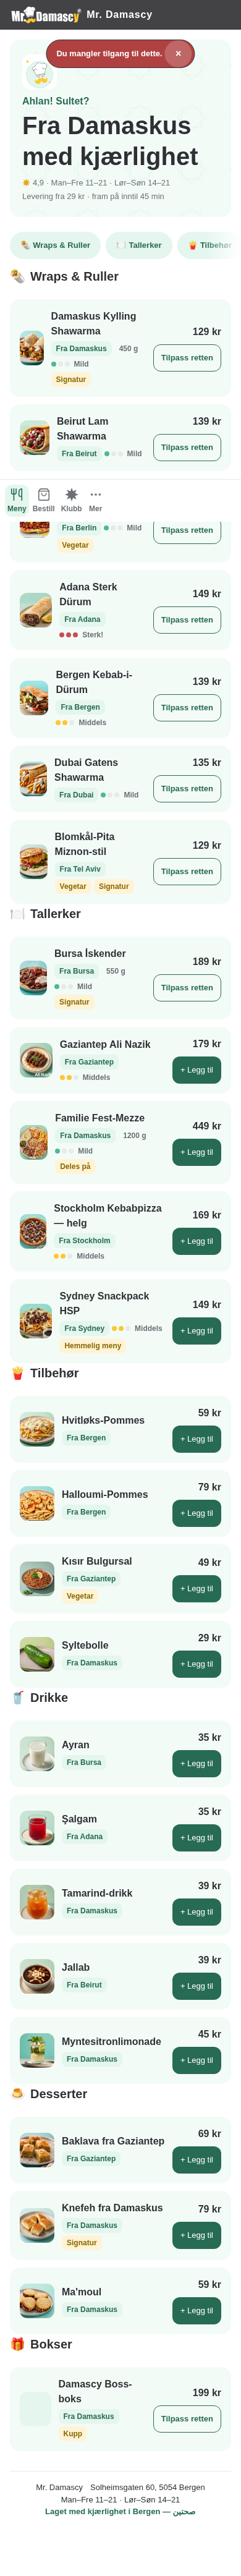 Mr. Damascy Mr. Damascy
Du mangler tilgang til dette. ×
Ahlan! Sultet?
Fra Damaskus
med kjærlighet
4,9 · Man–Fre 11–21 · Lør–Søn 14–21
Levering fra 29 kr · fram på inntil 45 min
Wraps & Ruller Tallerker Tilbehør
Wraps & Ruller
Damaskus Kylling
Shawarma
Fra Damaskus 450 g
Mild
Signatur
129 kr
Tilpass retten
Beirut Lam
Shawarma
Fra Beirut Mild
139 kr
Tilpass retten
Meny Bestill Klubb Mer
Fra Berlin Mild
Vegetar
Tilpass retten
Adana Sterk
Dürum
Fra Adana
Sterk!
149 kr
Tilpass retten
Bergen Kebab-i-
Dürum
Fra Bergen
Middels
139 kr
Tilpass retten
Dubai Gatens
Shawarma
Fra Dubai Mild
135 kr
Tilpass retten
Blomkål-Pita
Miznon-stil
Fra Tel Aviv
Vegetar Signatur
129 kr
Tilpass retten
Tallerker
Bursa İskender
Fra Bursa 550 g
Mild
Signatur
189 kr
Tilpass retten
Gaziantep Ali Nazik
Fra Gaziantep
Middels
179 kr
+ Legg til
Familie Fest-Mezze
Fra Damaskus 1200 g
Mild
Deles på
449 kr
+ Legg til
Stockholm Kebabpizza
— helg
Fra Stockholm
Middels
169 kr
+ Legg til
Sydney Snackpack
HSP
Fra Sydney Middels
Hemmelig meny
149 kr
+ Legg til
Tilbehør
Hvitløks-Pommes
Fra Bergen
59 kr
+ Legg til
Halloumi-Pommes
Fra Bergen
79 kr
+ Legg til
Kısır Bulgursal
Fra Gaziantep
Vegetar
49 kr
+ Legg til
Syltebolle
Fra Damaskus
29 kr
+ Legg til
Drikke
Ayran
Fra Bursa
35 kr
+ Legg til
Şalgam
Fra Adana
35 kr
+ Legg til
Tamarind-drikk
Fra Damaskus
39 kr
+ Legg til
Jallab
Fra Beirut
39 kr
+ Legg til
Myntesitronlimonade
Fra Damaskus
45 kr
+ Legg til
Desserter
Baklava fra Gaziantep
Fra Gaziantep
69 kr
+ Legg til
Knefeh fra Damaskus
Fra Damaskus
Signatur
79 kr
+ Legg til
Ma'moul
Fra Damaskus
59 kr
+ Legg til
Bokser
Damascy Boss-
boks
Fra Damaskus
Kupp
199 kr
Tilpass retten
Mr. Damascy Solheimsgaten 60, 5054 Bergen
Man–Fre 11–21 · Lør–Søn 14–21
Laget med kjærlighet i Bergen — صحتين